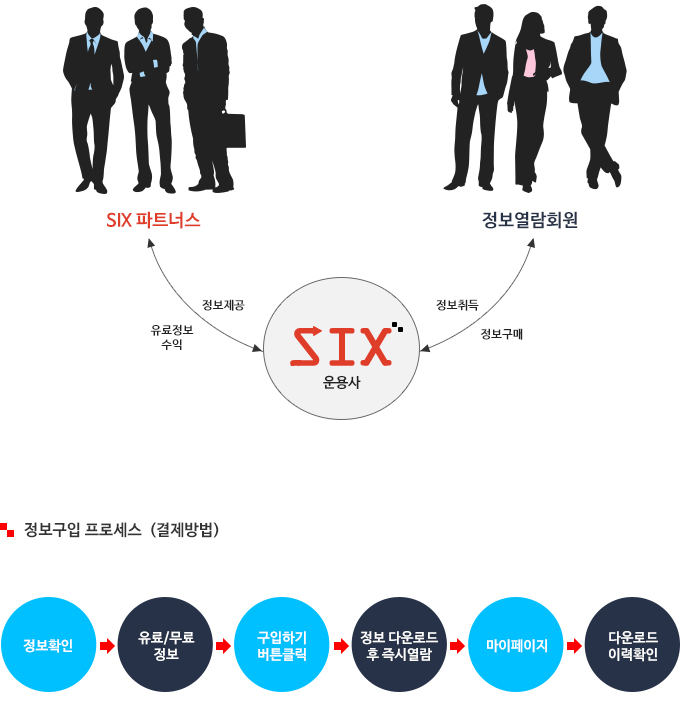 SIX 파트너스
정보열람회원
정보제공
정보취득
유료정보
수익
정보구매
SIX
운용사
정보구입 프로세스 (결제방법)
정보확인
유료/무료
정보
구입하기
버튼클릭
정보 다운로드
후 즉시열람
마이페이지
다운로드
이력확인